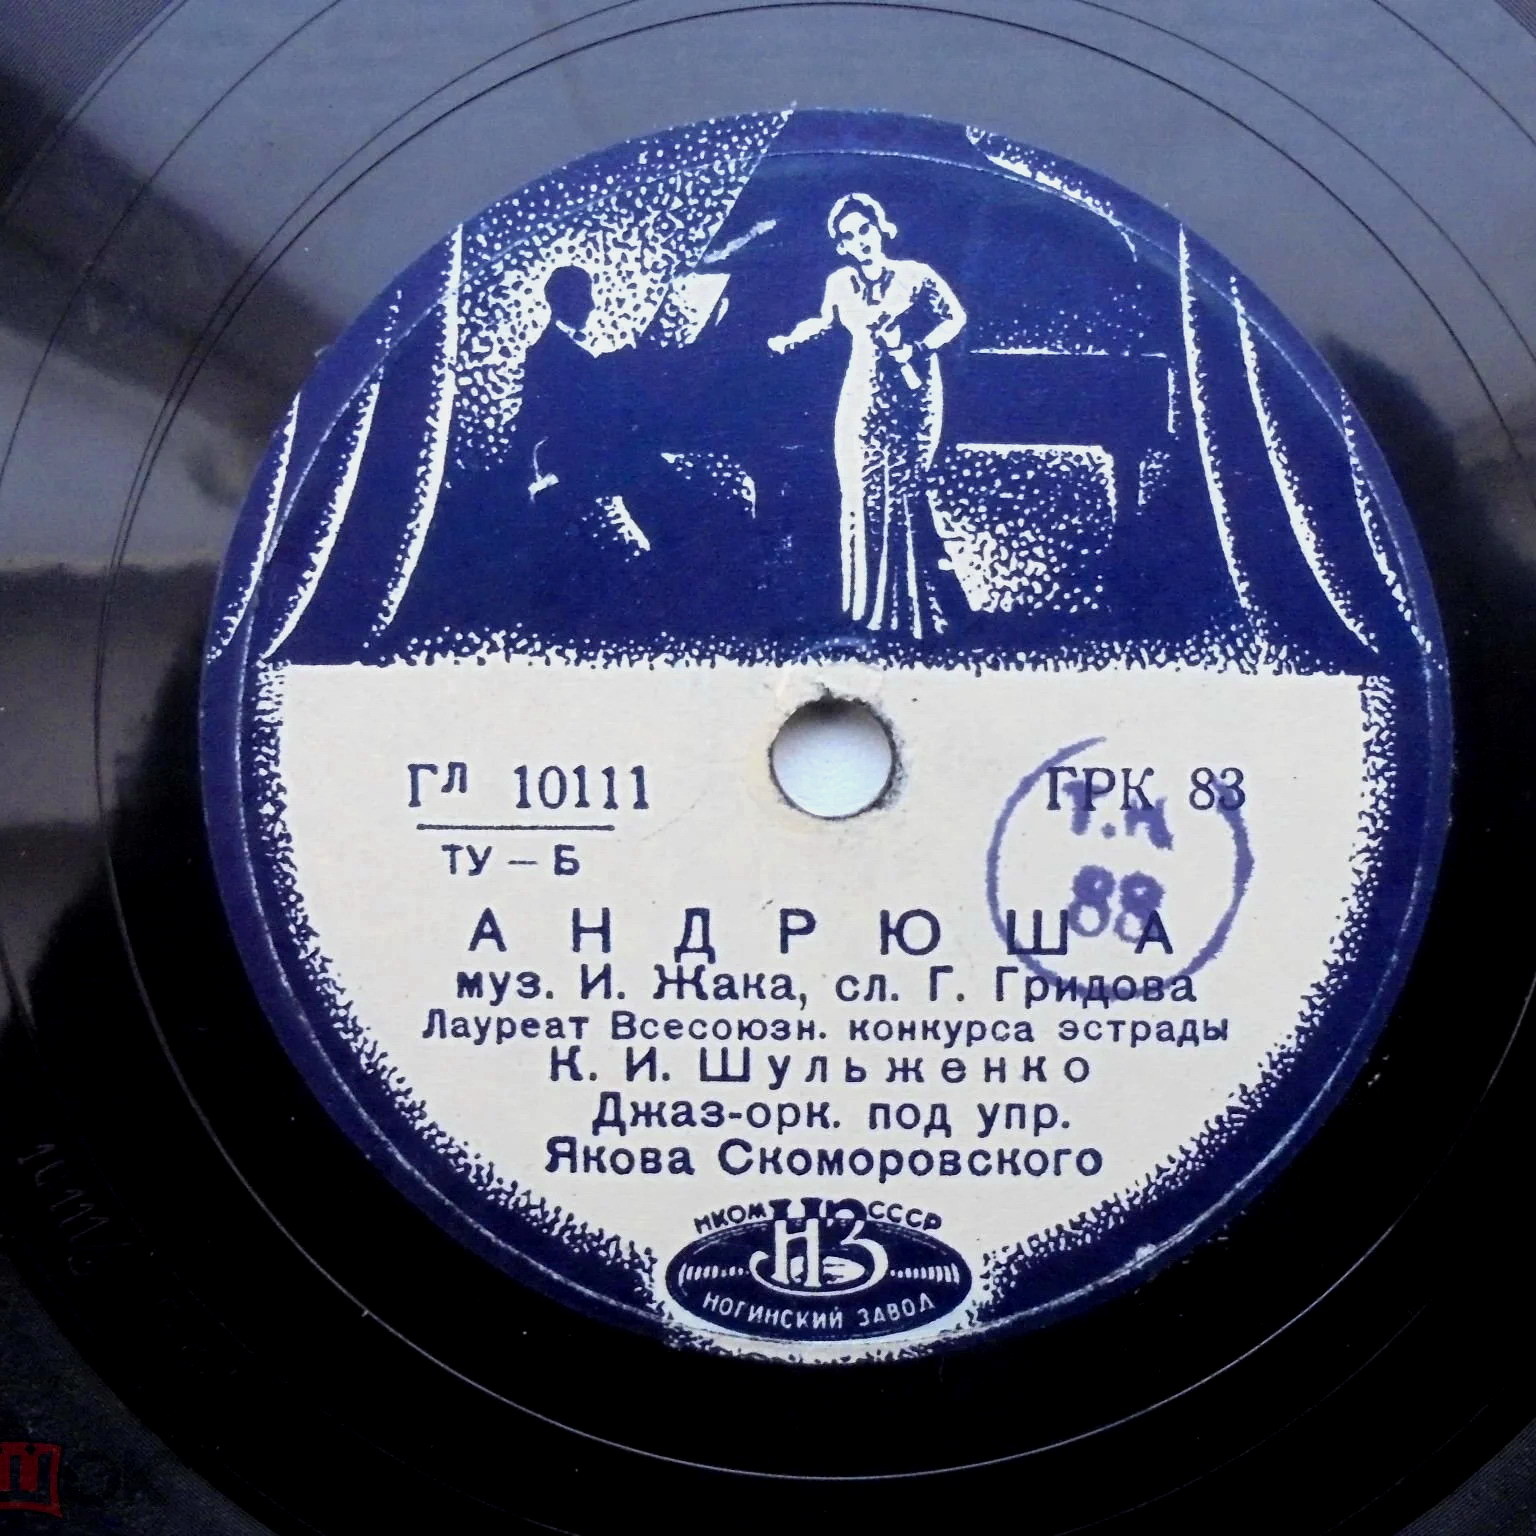 Гл 10111 ГРК 83
ТУ — Б
Т.Н
88
АНДРЮША
муз. И. Жака, сл. Г. Гридова
Лауреат Всесоюзн. конкурса эстрады
К. И. Шульженко
Джаз-орк. под упр.
Якова Скоморовского
НКОМ НЗ СССР
НОГИНСКИЙ ЗАВОД